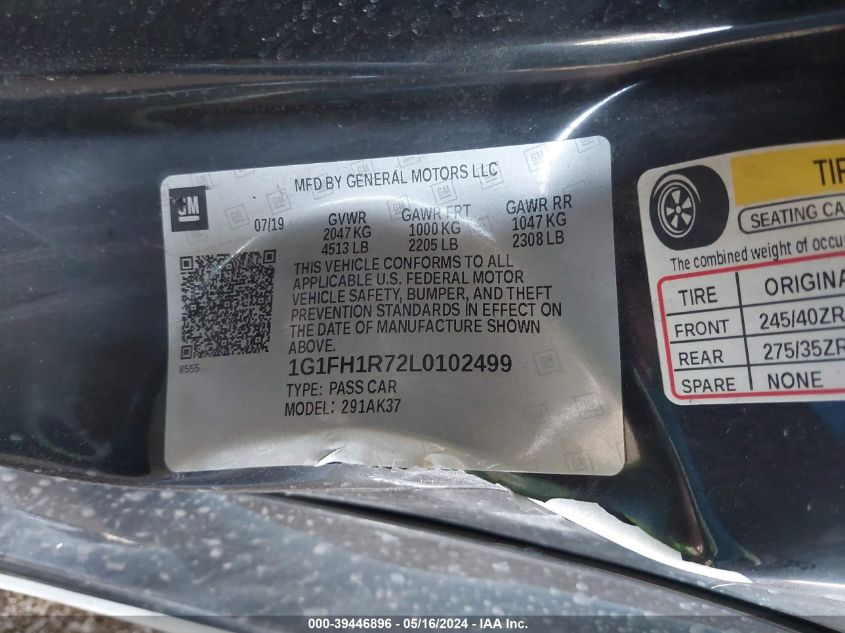 MFD BY GENERAL MOTORS LLC
GM
07/19
GVWR GAWR FRT GAWR RR
2047 KG 1000 KG 1047 KG
4513 LB 2205 LB 2308 LB
THIS VEHICLE CONFORMS TO ALL
APPLICABLE U.S. FEDERAL MOTOR
VEHICLE SAFETY, BUMPER, AND THEFT
PREVENTION STANDARDS IN EFFECT ON
THE DATE OF MANUFACTURE SHOWN
ABOVE.
8555
1G1FH1R72L0102499
TYPE: PASS CAR
MODEL: 291AK37
TIR
SEATING CA
The combined weight of occu
TIRE ORIGINA
FRONT 245/40ZR
REAR 275/35ZR
SPARE NONE
000-39446896 - 05/16/2024 - IGNX, Inc.